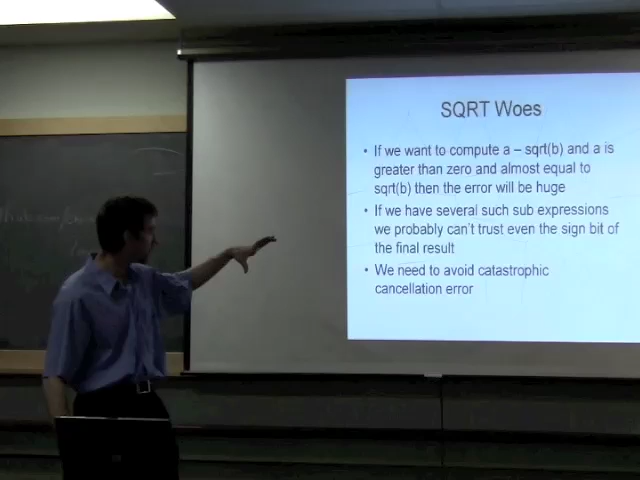 SQRT Woes
• If we want to compute a – sqrt(b) and a is
greater than zero and almost equal to
sqrt(b) then the error will be huge
• If we have several such sub expressions
we probably can't trust even the sign bit of
the final result
• We need to avoid catastrophic
cancellation error